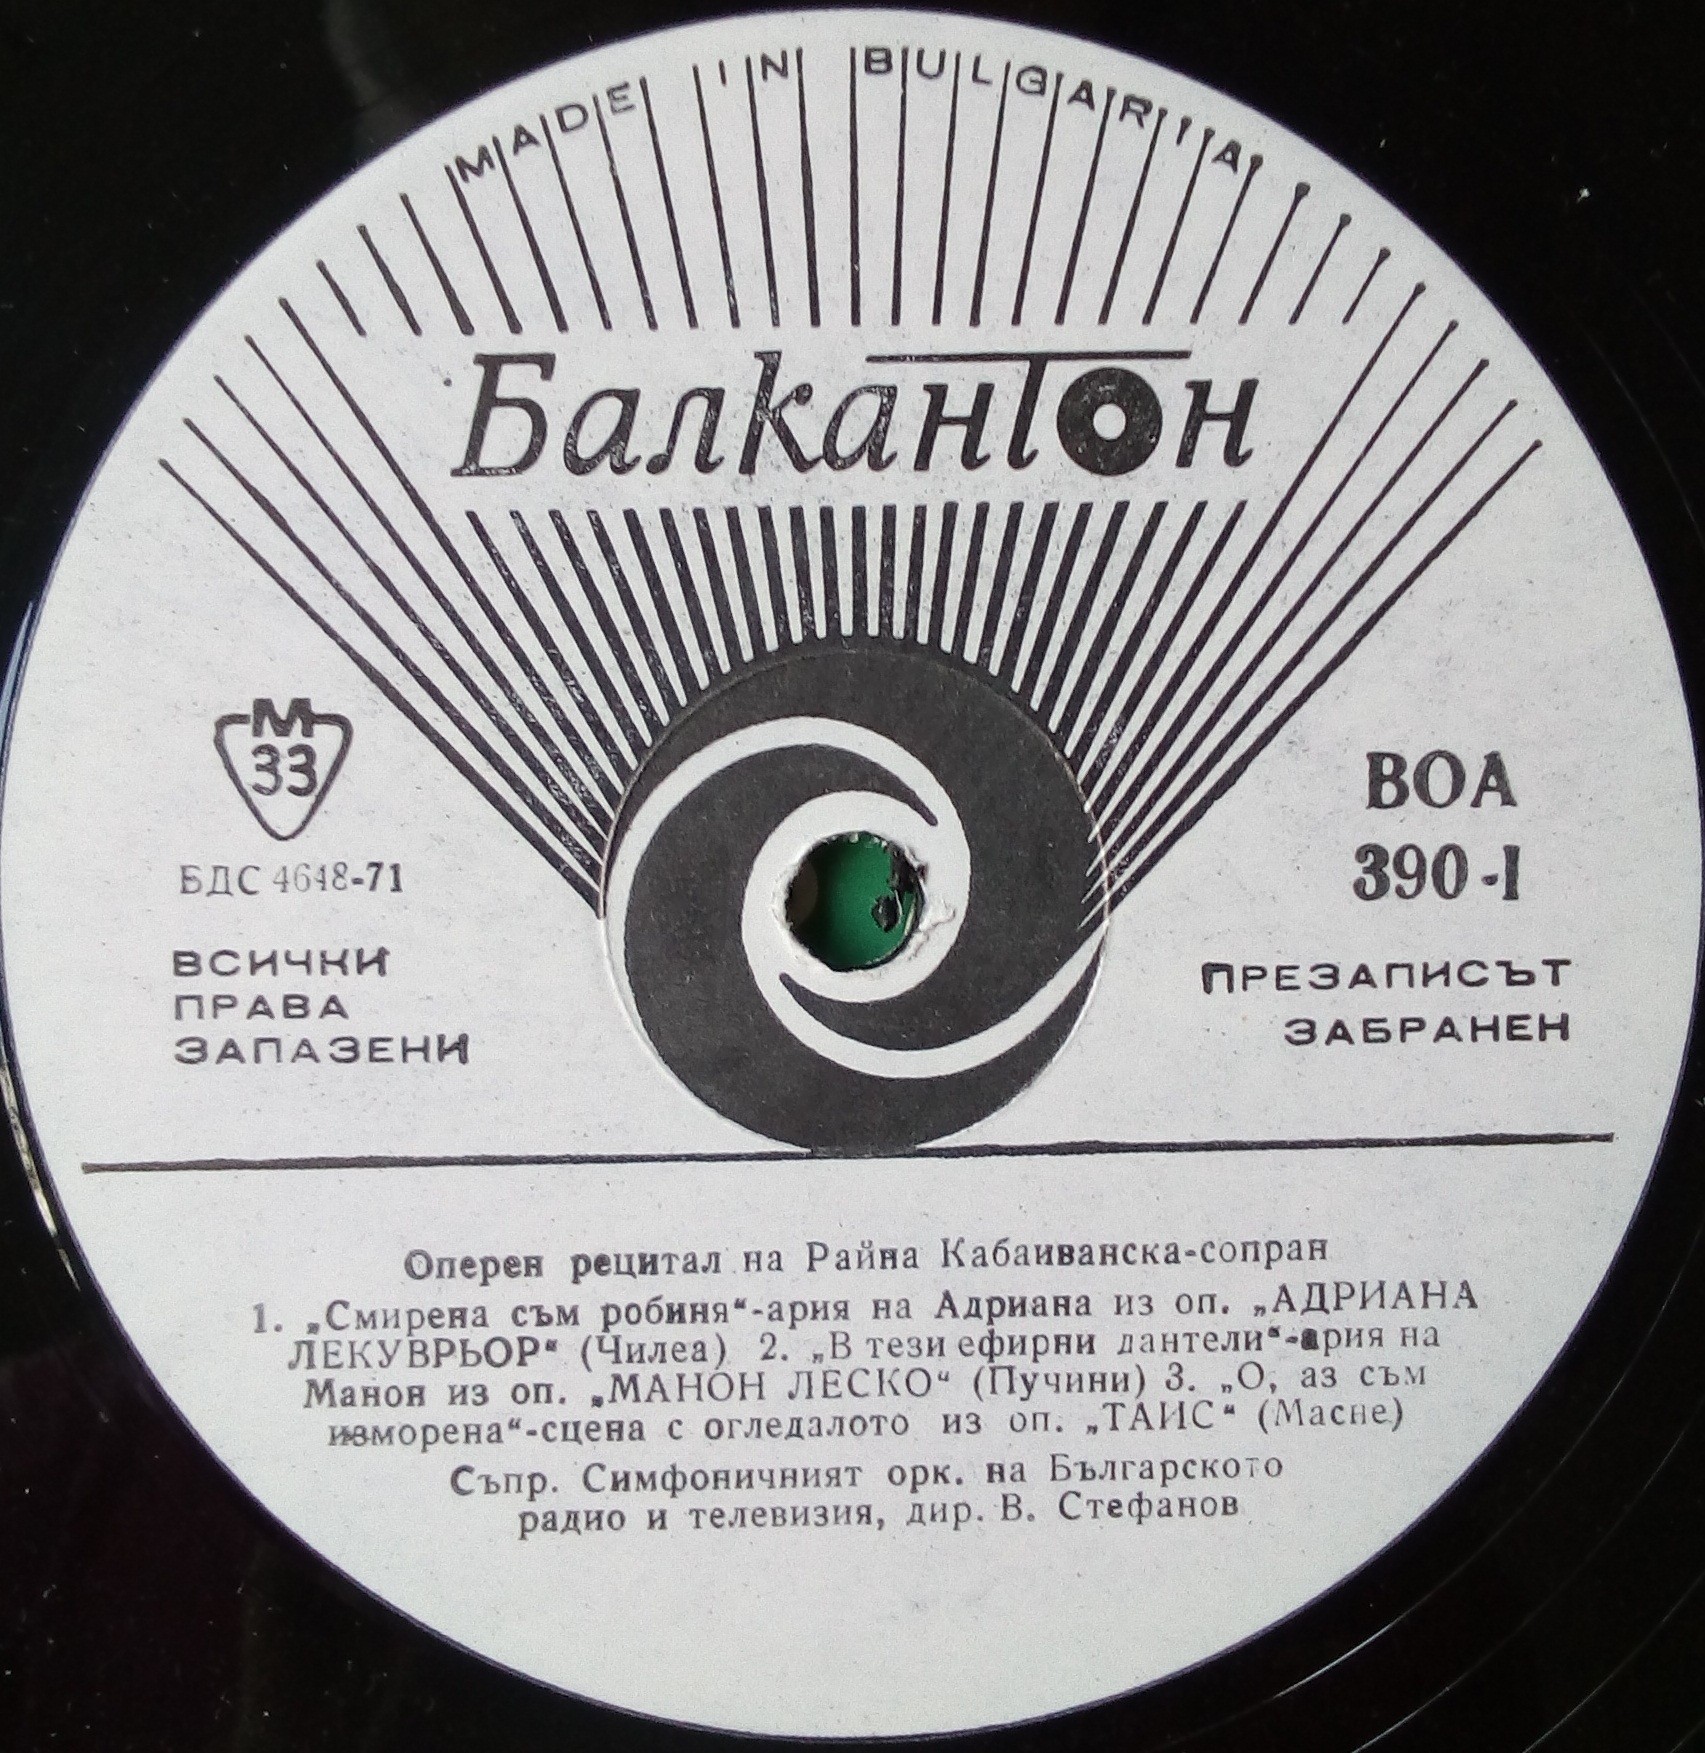 MADE IN BULGARIA
Балкантон
М
33
БДС 4648-71
ВСИЧКИ
ПРАВА
ЗАПАЗЕНИ
ВОА
390-I
ПРЕЗАПИСЪТ
ЗАБРАНЕН
Оперен рецитал на Райна Кабаиванска-сопран
1. „Смирена съм робиня“-ария на Адриана из оп. „АДРИАНА
ЛЕКУВРЬОР“ (Чилеа) 2. „В тези ефирни дантели“-ария на
Манон из оп. „МАНОН ЛЕСКО“ (Пучини) 3. „О, аз съм
изморена“-сцена с огледалото из оп. „ТАИС“ (Масне)
Съпр. Симфоничният орк. на Българското
радио и телевизия, дир. В. Стефанов